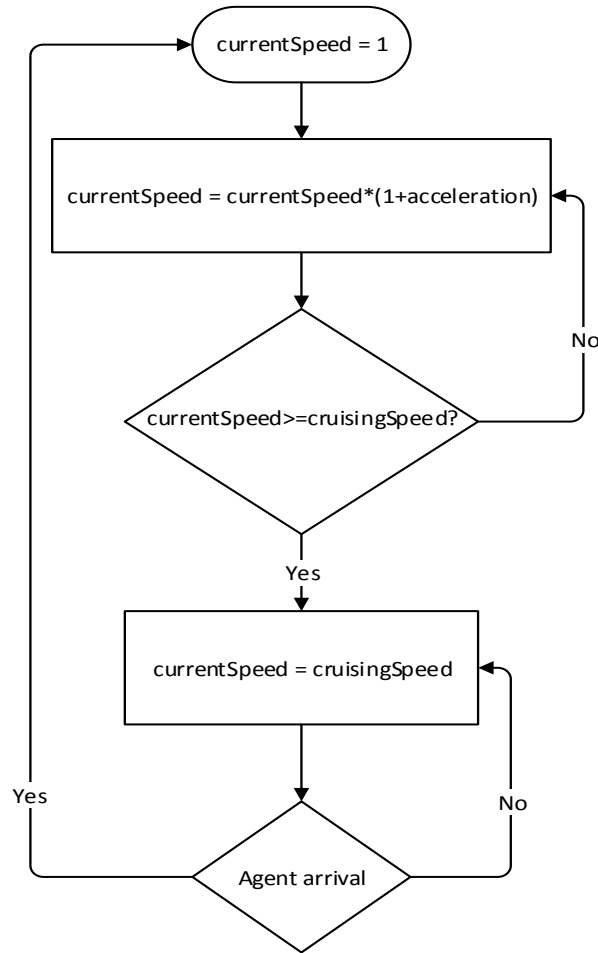 currentSpeed = 1
currentSpeed = currentSpeed*(1+acceleration)
No
currentSpeed>=cruisingSpeed?
Yes
currentSpeed = cruisingSpeed
Yes
No
Agent arrival